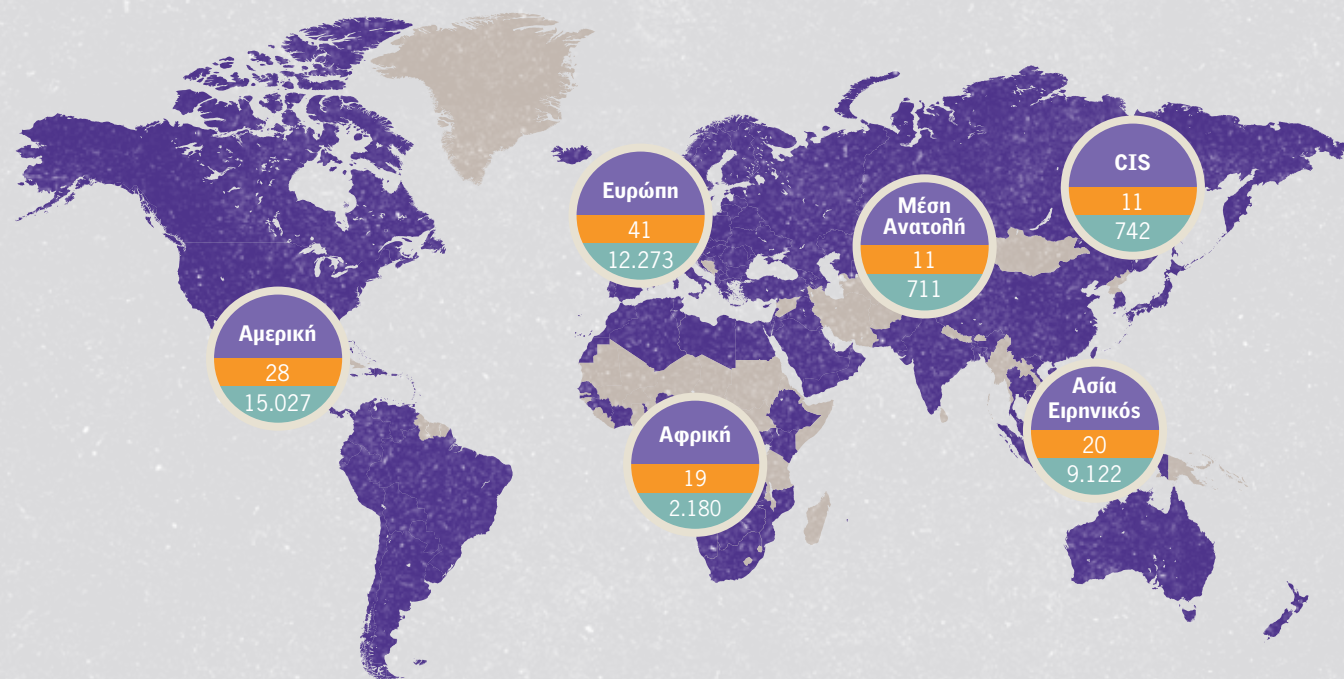 Ευρώπη
41
12.273
CIS
11
742
Μέση
Ανατολή
11
711
Αμερική
28
15.027
Αφρική
19
2.180
Ασία
Ειρηνικός
20
9.122